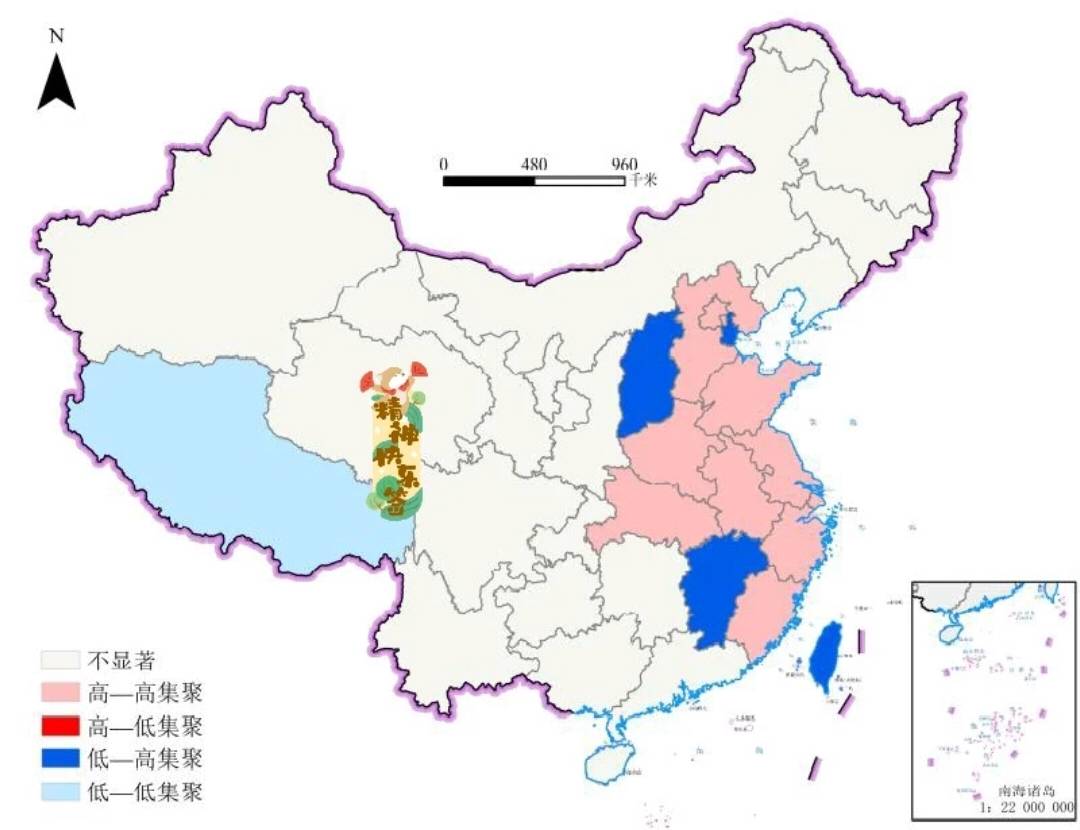 N
0 480 960
千米
精神
快乐
签
不显著
高—高集聚
高—低集聚
低—高集聚
低—低集聚
南海诸岛
1: 22 000 000